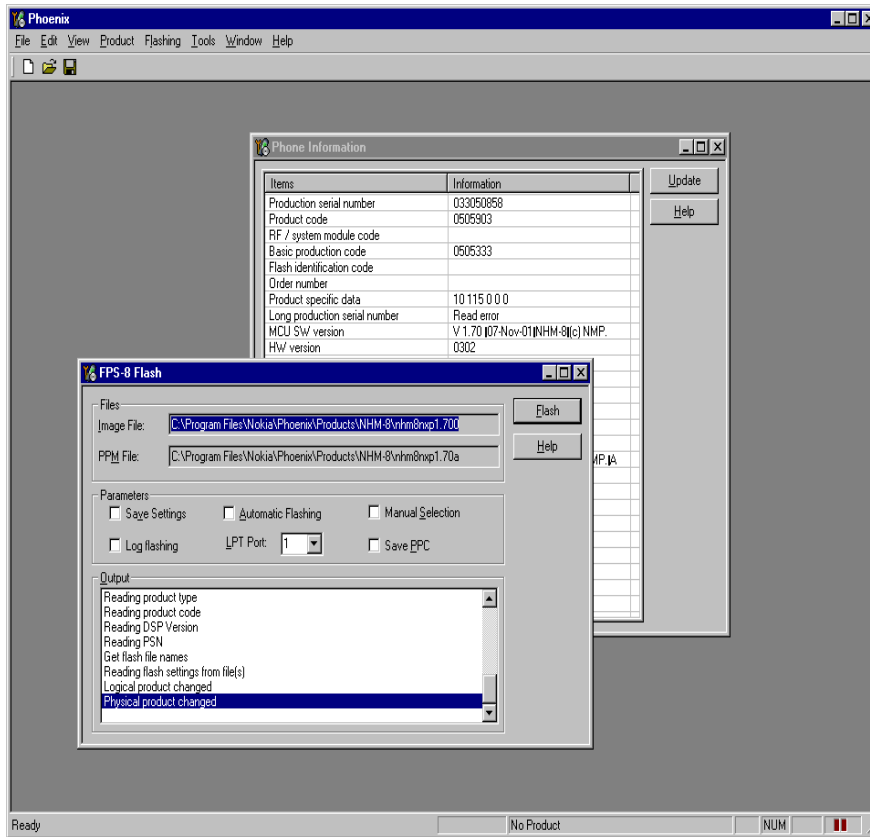 Phoenix
File Edit View Product Flashing Tools Window Help
Phone Information
Items Information
Production serial number 033050858
Product code 0505903
RF / system module code
Basic production code 0505333
Flash identification code
Order number
Product specific data 10 115 0 0 0
Long production serial number Read error
MCU SW version V 1.70 |07-Nov-01|NHM-8|(c) NMP.
HW version 0302
MP.|A
Update
Help
FPS-8 Flash
Files
Image File: C:\Program Files\Nokia\Phoenix\Products\NHM-8\nhm8nxp1.700
PPM File: C:\Program Files\Nokia\Phoenix\Products\NHM-8\nhm8nxp1.70a
Flash
Help
Parameters
Save Settings Automatic Flashing Manual Selection
Log flashing LPT Port: 1 Save PPC
Output
Reading product type
Reading product code
Reading DSP Version
Reading PSN
Get flash file names
Reading flash settings from file(s)
Logical product changed
Physical product changed
Ready No Product NUM